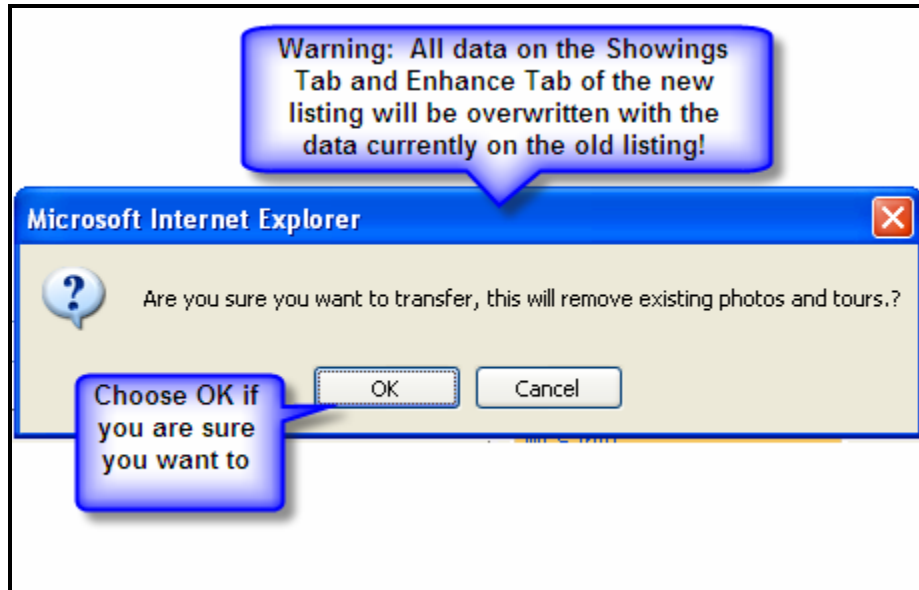 Warning:  All data on the Showings
Tab and Enhance Tab of the new
listing will be overwritten with the
data currently on the old listing!
Microsoft Internet Explorer
Are you sure you want to transfer, this will remove existing photos and tours.?
OK
Cancel
Choose OK if
you are sure
you want to